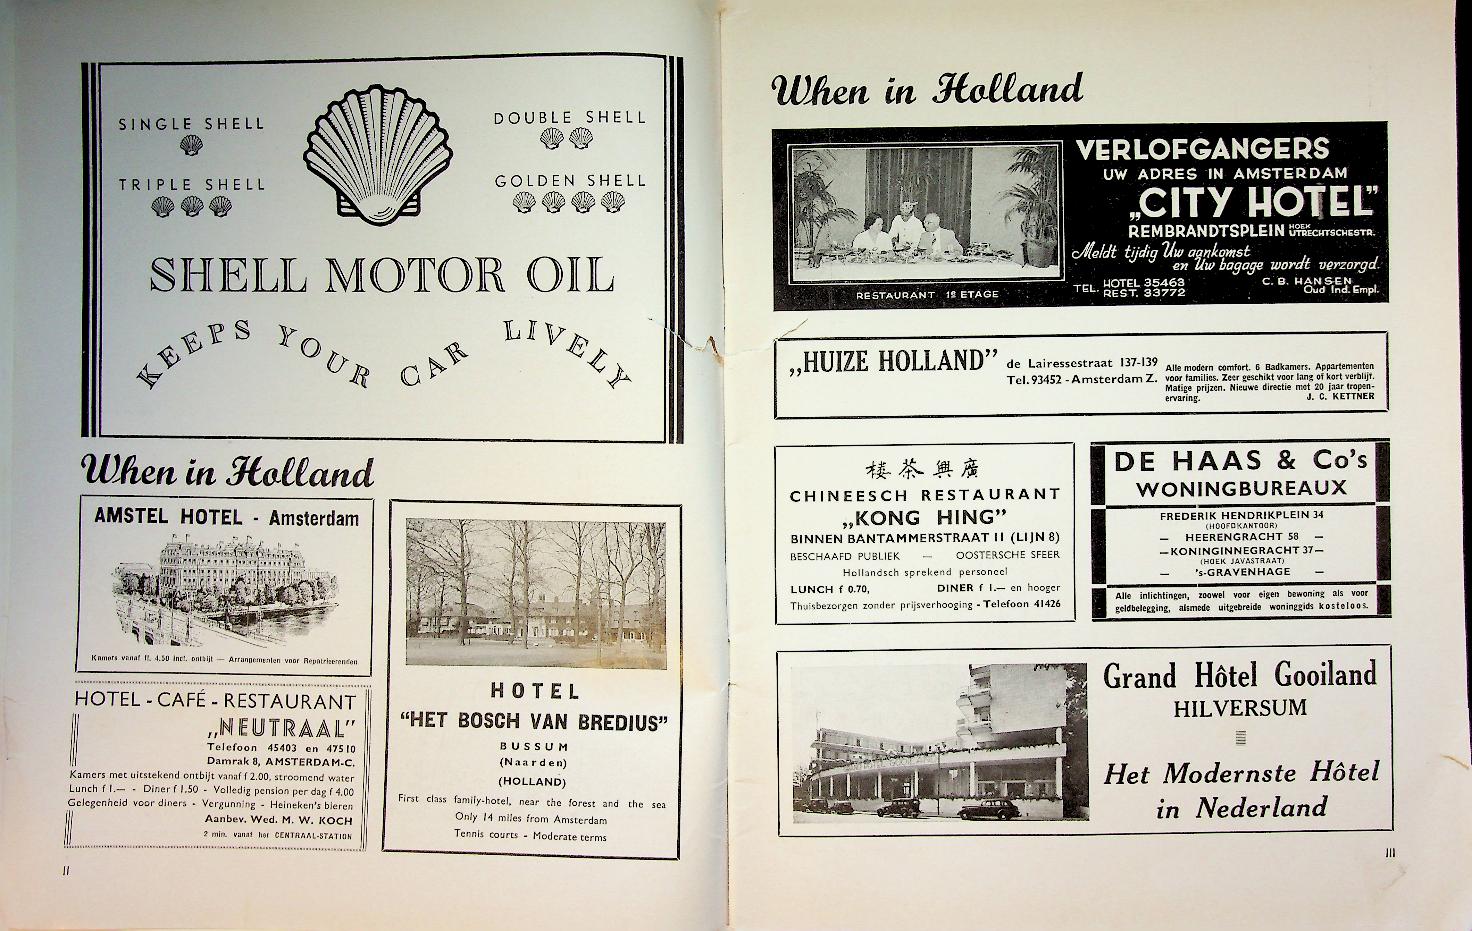 SINGLE SHELL
DOUBLE SHELL
TRIPLE SHELL
GOLDEN SHELL
SHELL MOTOR OIL
KEEPS YOUR CAR LIVELY
When in Holland
AMSTEL HOTEL - Amsterdam
Kamers vanaf fl. 4.50 incl. ontbijt — Arrangementen voor Repatrieerenden
HOTEL - CAFÉ - RESTAURANT
„NEUTRAAL”
Telefoon 45403 en 47510
Damrak 8, AMSTERDAM-C.
Kamers met uitstekend ontbijt vanaf f 2.00, stroomend water
Lunch f 1.— - Diner f 1.50 - Volledig pension per dag f 4.00
Gelegenheid voor diners - Vergunning - Heineken's bieren
Aanbev. Wed. M. W. KOCH
2 min. vanaf het CENTRAAL-STATION
HOTEL
“HET BOSCH VAN BREDIUS”
BUSSUM
(Naarden)
(HOLLAND)
First class family-hotel, near the forest and the sea
Only 14 miles from Amsterdam
Tennis courts - Moderate terms
II
When in Holland
RESTAURANT 1e ETAGE
VERLOFGANGERS
UW ADRES IN AMSTERDAM
„CITY HOTEL”
REMBRANDTSPLEIN HOEK UTRECHTSCHESTR.
Meldt tijdig Uw aankomst
en Uw bagage wordt verzorgd.
TEL. HOTEL 35463
REST. 33772
C. B. HANSEN
Oud Ind. Empl.
„HUIZE HOLLAND”
de Lairessestraat 137-139
Tel. 93452 - Amsterdam Z.
Alle modern comfort. 6 Badkamers. Appartementen
voor families. Zeer geschikt voor lang of kort verblijf.
Matige prijzen. Nieuwe directie met 20 jaar tropen-
ervaring. J. C. KETTNER
楼茶興廣
CHINEESCH RESTAURANT
„KONG HING”
BINNEN BANTAMMERSTRAAT 11 (LIJN 8)
BESCHAAFD PUBLIEK — OOSTERSCHE SFEER
Hollandsch sprekend personeel
LUNCH f 0.70, DINER f 1.— en hooger
Thuisbezorgen zonder prijsverhooging - Telefoon 41426
DE HAAS & Co's
WONINGBUREAUX
FREDERIK HENDRIKPLEIN 34
(HOOFDKANTOOR)
— HEERENGRACHT 58 —
— KONINGINNEGRACHT 37 —
(HOEK JAVASTRAAT)
— 's-GRAVENHAGE —
Alle inlichtingen, zoowel voor eigen bewoning als voor
geldbelegging, alsmede uitgebreide woninggids kosteloos.
Grand Hôtel Gooiland
HILVERSUM
Het Modernste Hôtel
in Nederland
III